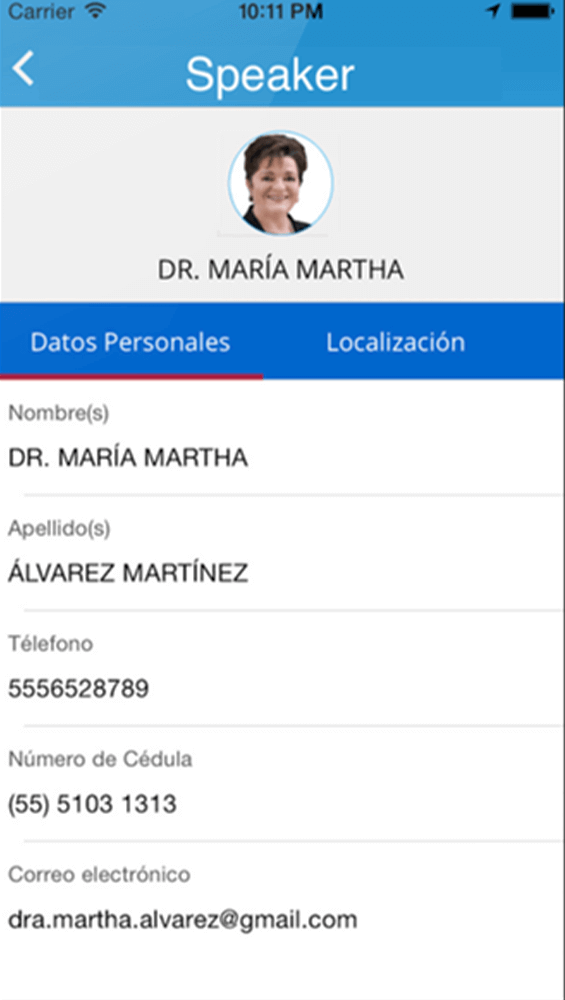 Carrier 10:11 PM
Speaker
DR. MARÍA MARTHA
Datos Personales Localización
Nombre(s)
DR. MARÍA MARTHA
Apellido(s)
ÁLVAREZ MARTÍNEZ
Télefono
5556528789
Número de Cédula
(55) 5103 1313
Correo electrónico
dra.martha.alvarez@gmail.com